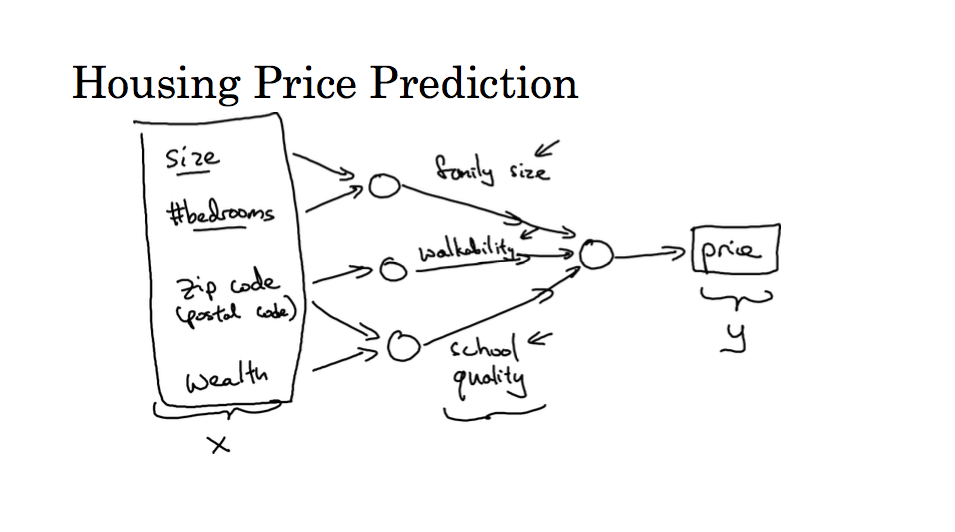 Housing Price Prediction
size
#bedrooms
zip code
(postal code)
wealth
x
family size
walkability
school
quality
price
y